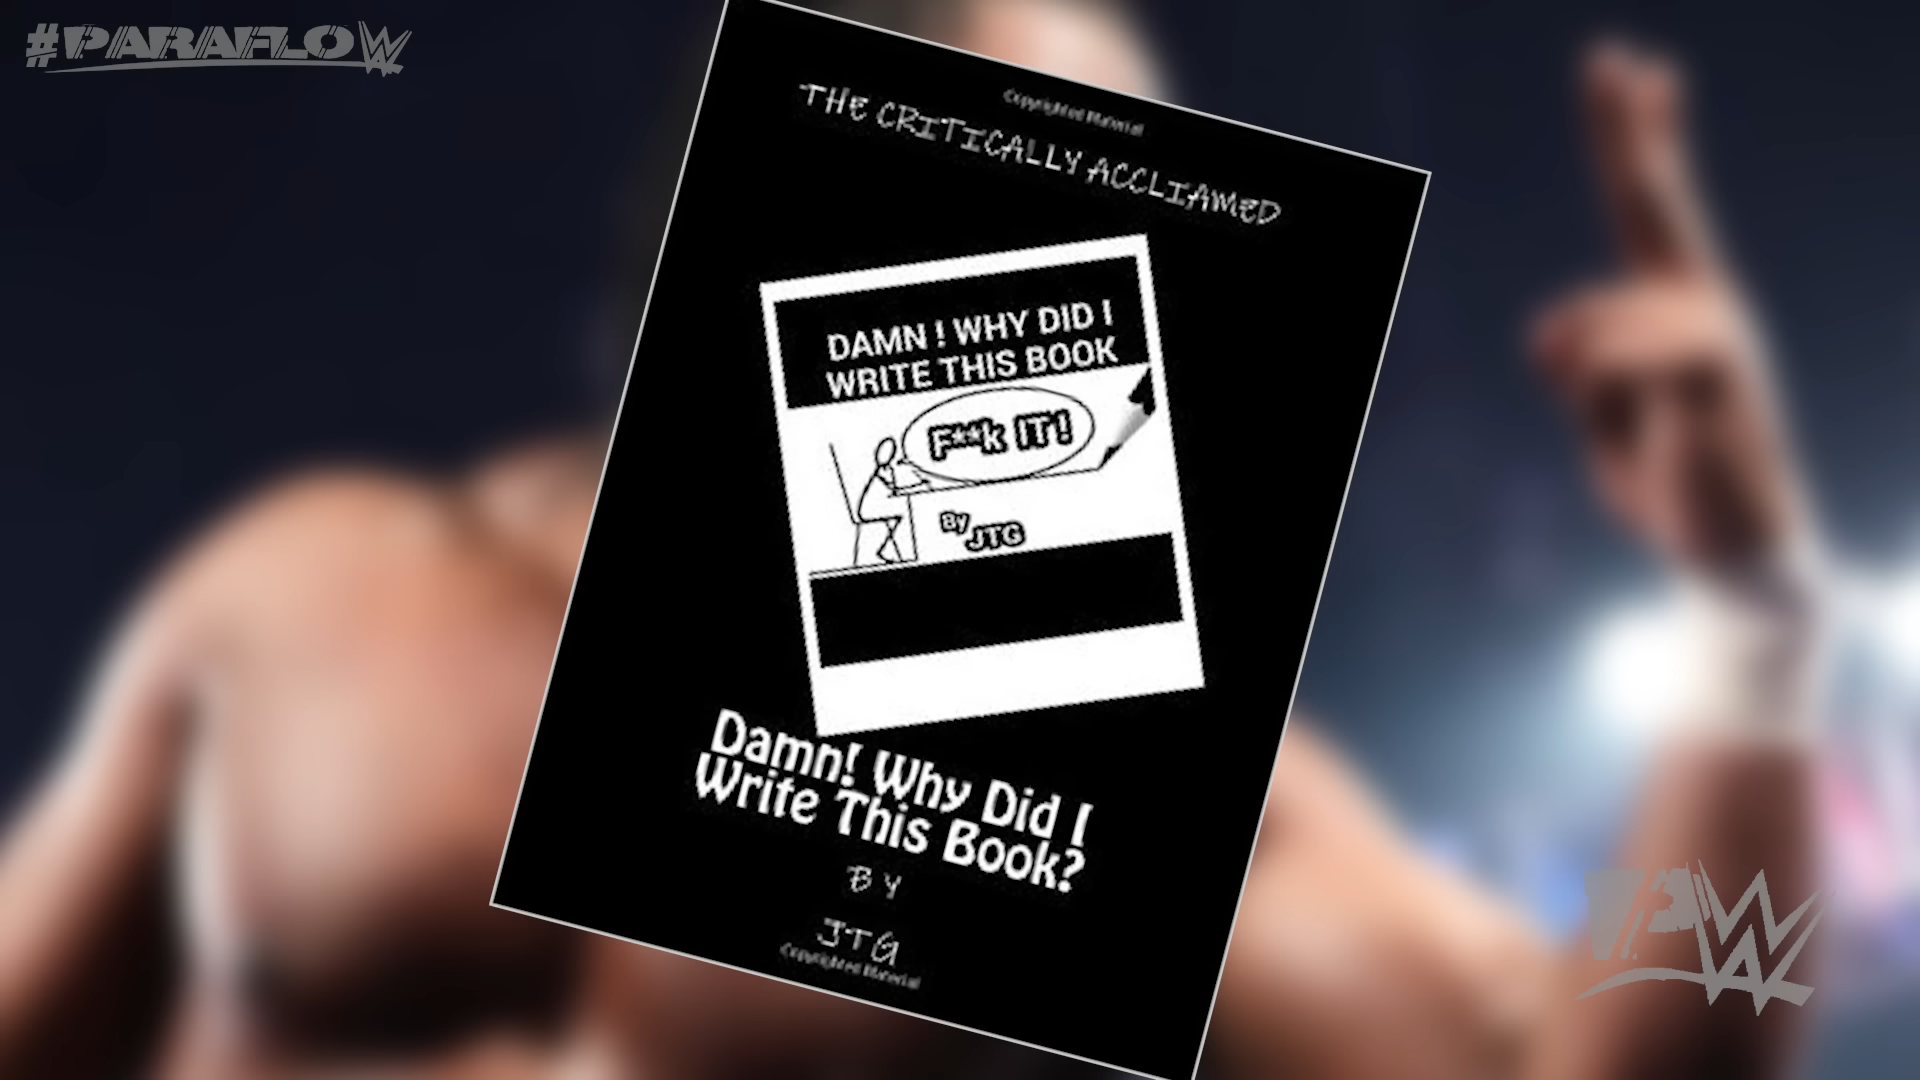 #PARAFLOW
Copyrighted Material
THE CRITICALLY ACCLIAMED
DAMN ! WHY DID I
WRITE THIS BOOK
F**k IT!
By
JTG
Damn! Why Did I
Write This Book?
BY
JTG
Copyrighted Material